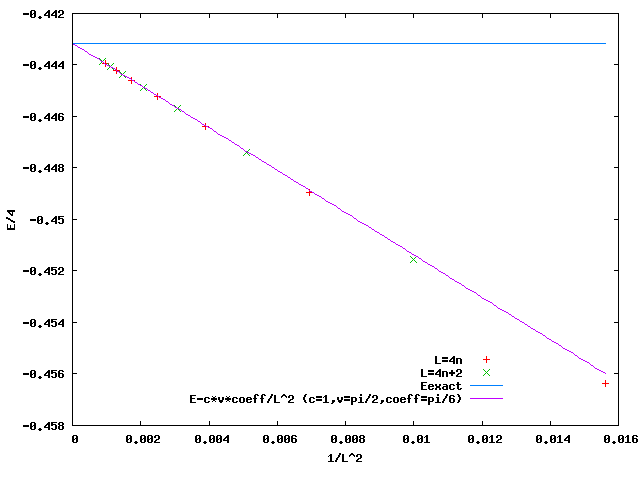 -0.442
-0.444
-0.446
-0.448
-0.45
-0.452
-0.454
-0.456
-0.458
E/4
L=4n
L=4n+2
Eexact
E-c*v*coeff/L^2 (c=1,v=pi/2,coeff=pi/6)
0 0.002 0.004 0.006 0.008 0.01 0.012 0.014 0.016
1/L^2